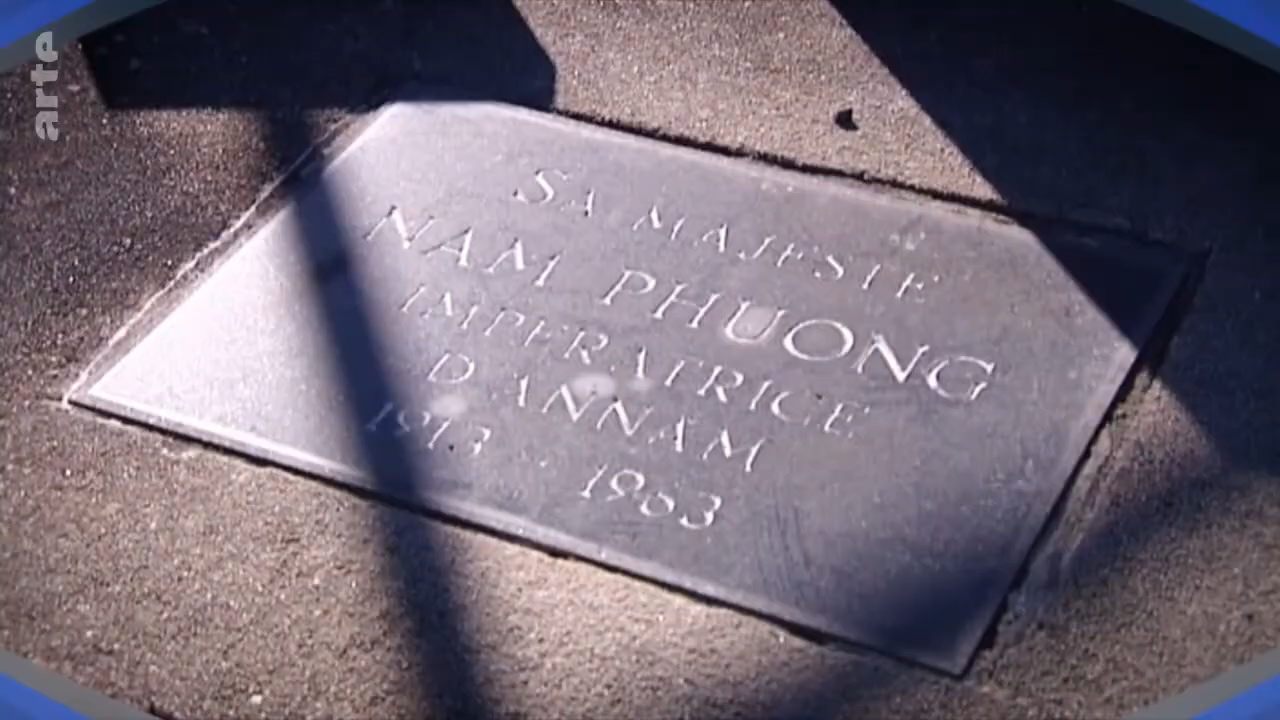 arte
SA MAJESTE
NAM PHUONG
IMPERATRICE
D ANNAM
1913 - 1963